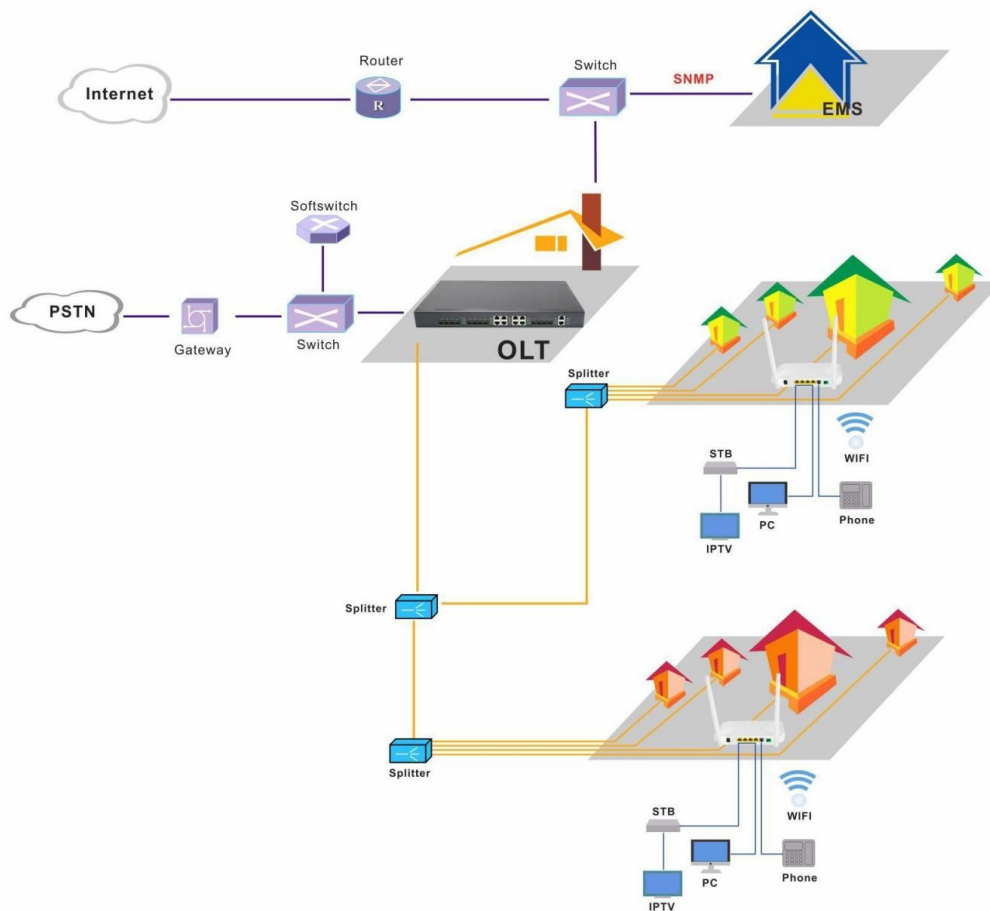 Internet
Router
R
Switch
SNMP
EMS
Softswitch
PSTN
Gateway
Switch
OLT
Splitter
STB
WIFI
PC
Phone
IPTV
Splitter
Splitter
STB
WIFI
PC
Phone
IPTV